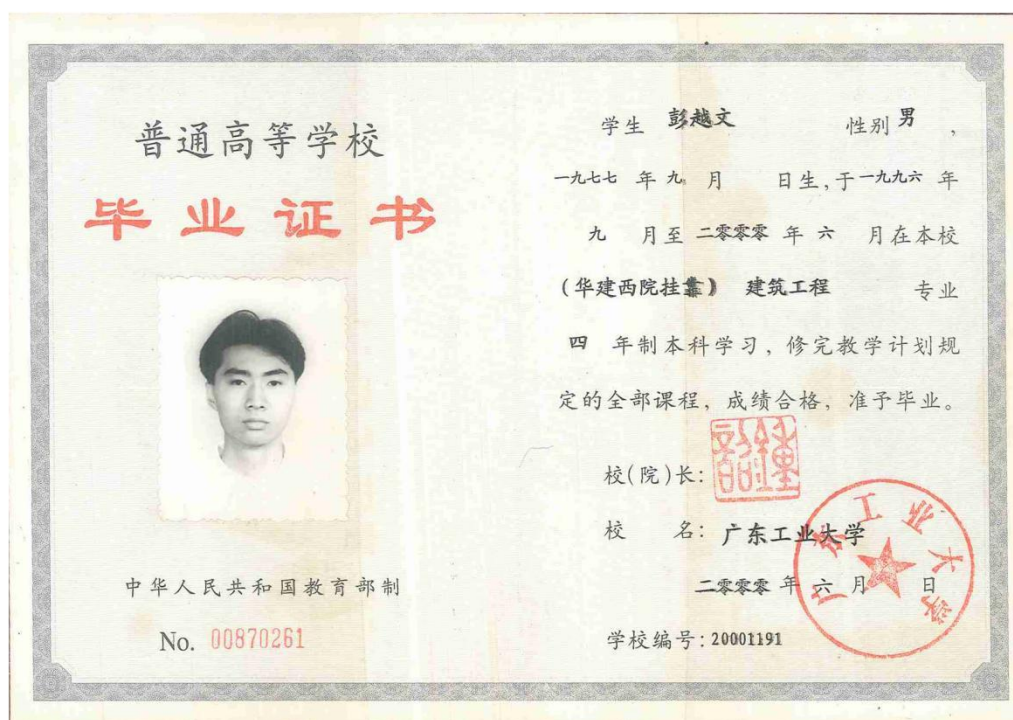 普通高等学校
毕业证书
中华人民共和国教育部制
No. 00870261
学生 彭越文 性别 男，
一九七七 年 九 月 日生，于 一九九六 年
九 月至 二零零零 年 六 月在本校
（华建西院挂靠） 建筑工程 专业
四 年制本科学习，修完教学计划规
定的全部课程，成绩合格，准予毕业。
校（院）长：
校 名：广东工业大学
二零零零 年 六 月 日
学校编号：20001191
广东工业大学